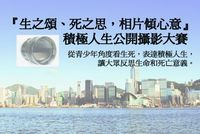 『生之頌、死之思，相片傾心意』
積極人生公開攝影大賽
從青少年角度看生死，表達積極人生，
讓大眾反思生命和死亡意義。